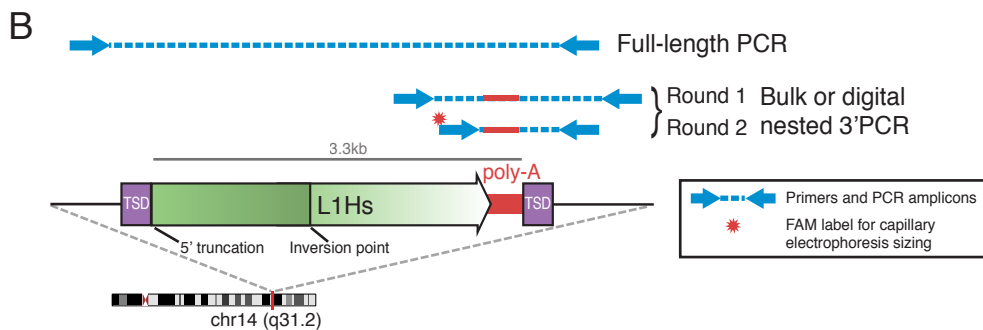 B
Full-length PCR
Round 1
Round 2
Bulk or digital
nested 3'PCR
3.3kb
poly-A
TSD
L1Hs
TSD
5' truncation
Inversion point
chr14 (q31.2)
Primers and PCR amplicons
FAM label for capillary
electrophoresis sizing